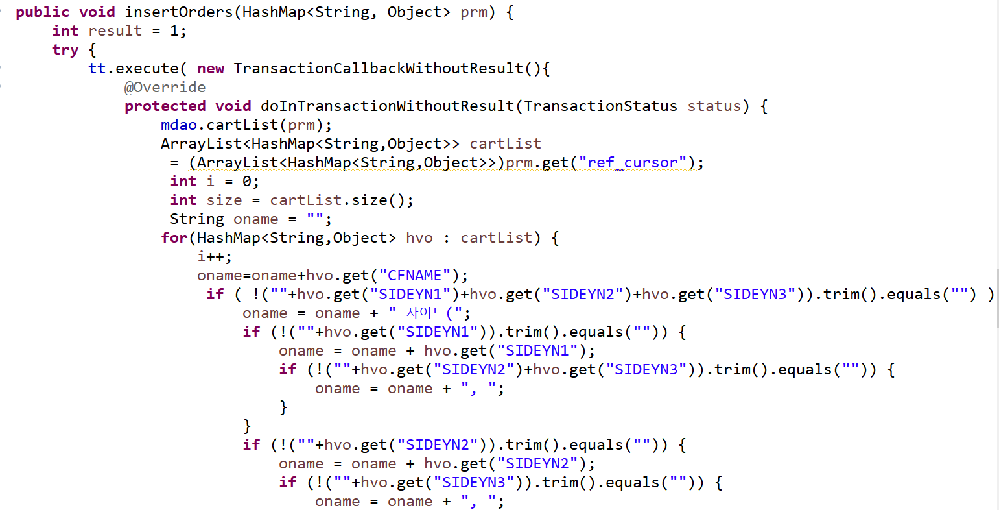 public void insertOrders(HashMap<String, Object> prm) {
int result = 1;
try {
tt.execute( new TransactionCallbackWithoutResult(){
@Override
protected void doInTransactionWithoutResult(TransactionStatus status) {
mdao.cartList(prm);
ArrayList<HashMap<String,Object>> cartList
= (ArrayList<HashMap<String,Object>>)prm.get("ref_cursor");
int i = 0;
int size = cartList.size();
String oname = "";
for(HashMap<String,Object> hvo : cartList) {
i++;
oname=oname+hvo.get("CFNAME");
if ( !(""+hvo.get("SIDEYN1")+hvo.get("SIDEYN2")+hvo.get("SIDEYN3")).trim().equals("") )
oname = oname + " 사이드(";
if (!(""+hvo.get("SIDEYN1")).trim().equals("")) {
oname = oname + hvo.get("SIDEYN1");
if (!(""+hvo.get("SIDEYN2")+hvo.get("SIDEYN3")).trim().equals("")) {
oname = oname + ", ";
}
}
if (!(""+hvo.get("SIDEYN2")).trim().equals("")) {
oname = oname + hvo.get("SIDEYN2");
if (!(""+hvo.get("SIDEYN3")).trim().equals("")) {
oname = oname + ", ";